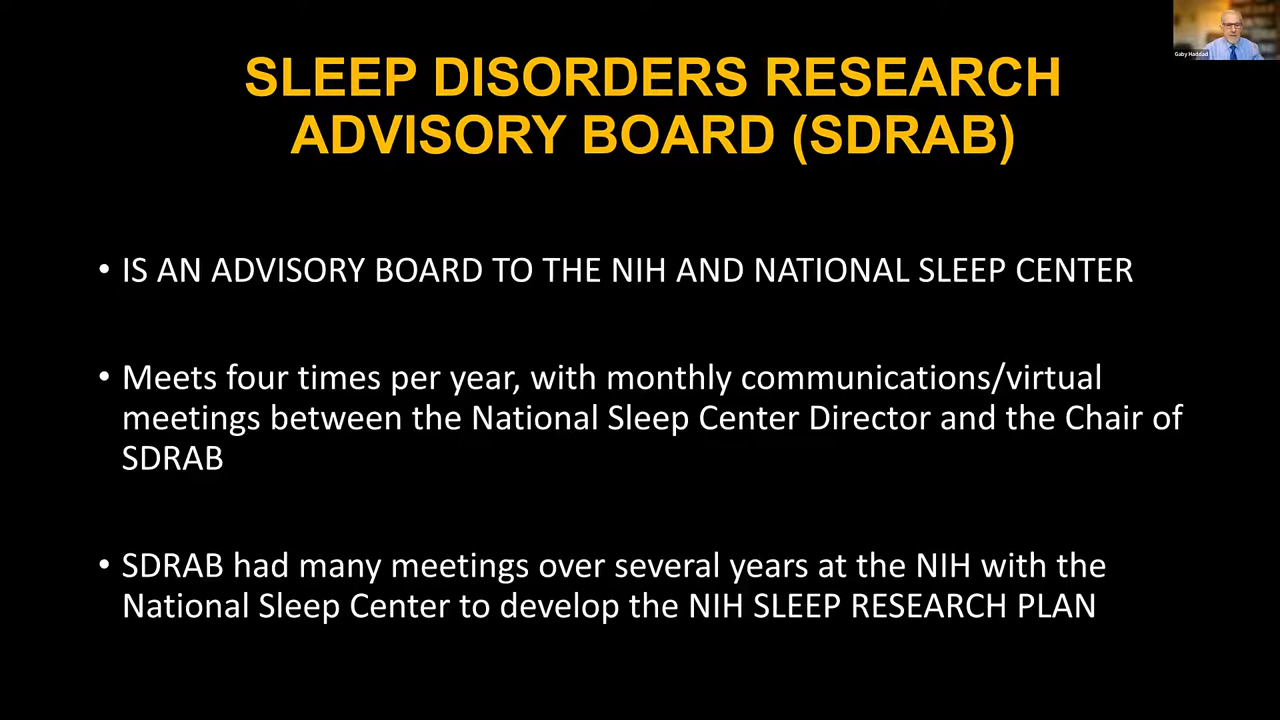 SLEEP DISORDERS RESEARCH
ADVISORY BOARD (SDRAB)
• IS AN ADVISORY BOARD TO THE NIH AND NATIONAL SLEEP CENTER
• Meets four times per year, with monthly communications/virtual
meetings between the National Sleep Center Director and the Chair of
SDRAB
• SDRAB had many meetings over several years at the NIH with the
National Sleep Center to develop the NIH SLEEP RESEARCH PLAN
Gaby Haddad